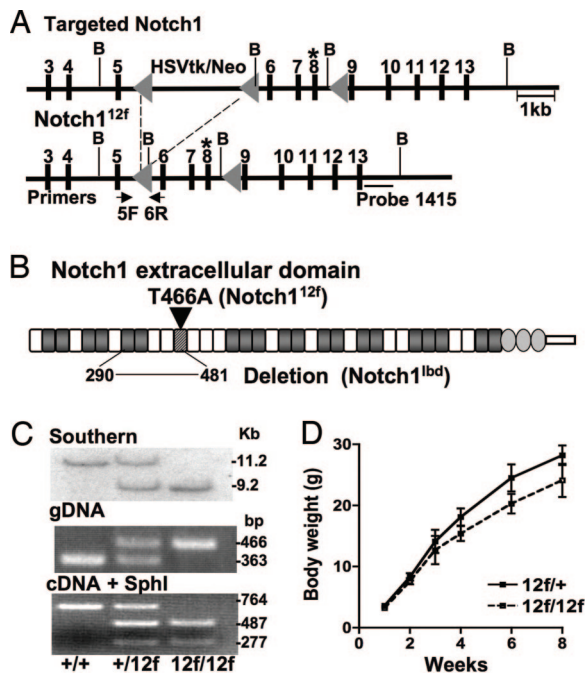 A Targeted Notch1
B HSVtk/Neo B * B B
3 4 5 6 7 8 9 10 11 12 13
Notch1¹²ᶠ
1kb
B B B * B
3 4 5 6 7 8 9 10 11 12 13
Primers
5F 6R
Probe 1415
B Notch1 extracellular domain
T466A (Notch1¹²ᶠ)
290 481 Deletion (Notch1ˡᵇᵈ)
C
Southern Kb
-11.2
-9.2
gDNA bp
-466
-363
cDNA + SphI
-764
-487
-277
+/+ +/12f 12f/12f
D
Body weight (g)
30
20
10
0
0 2 4 6 8
Weeks
12f/+
12f/12f